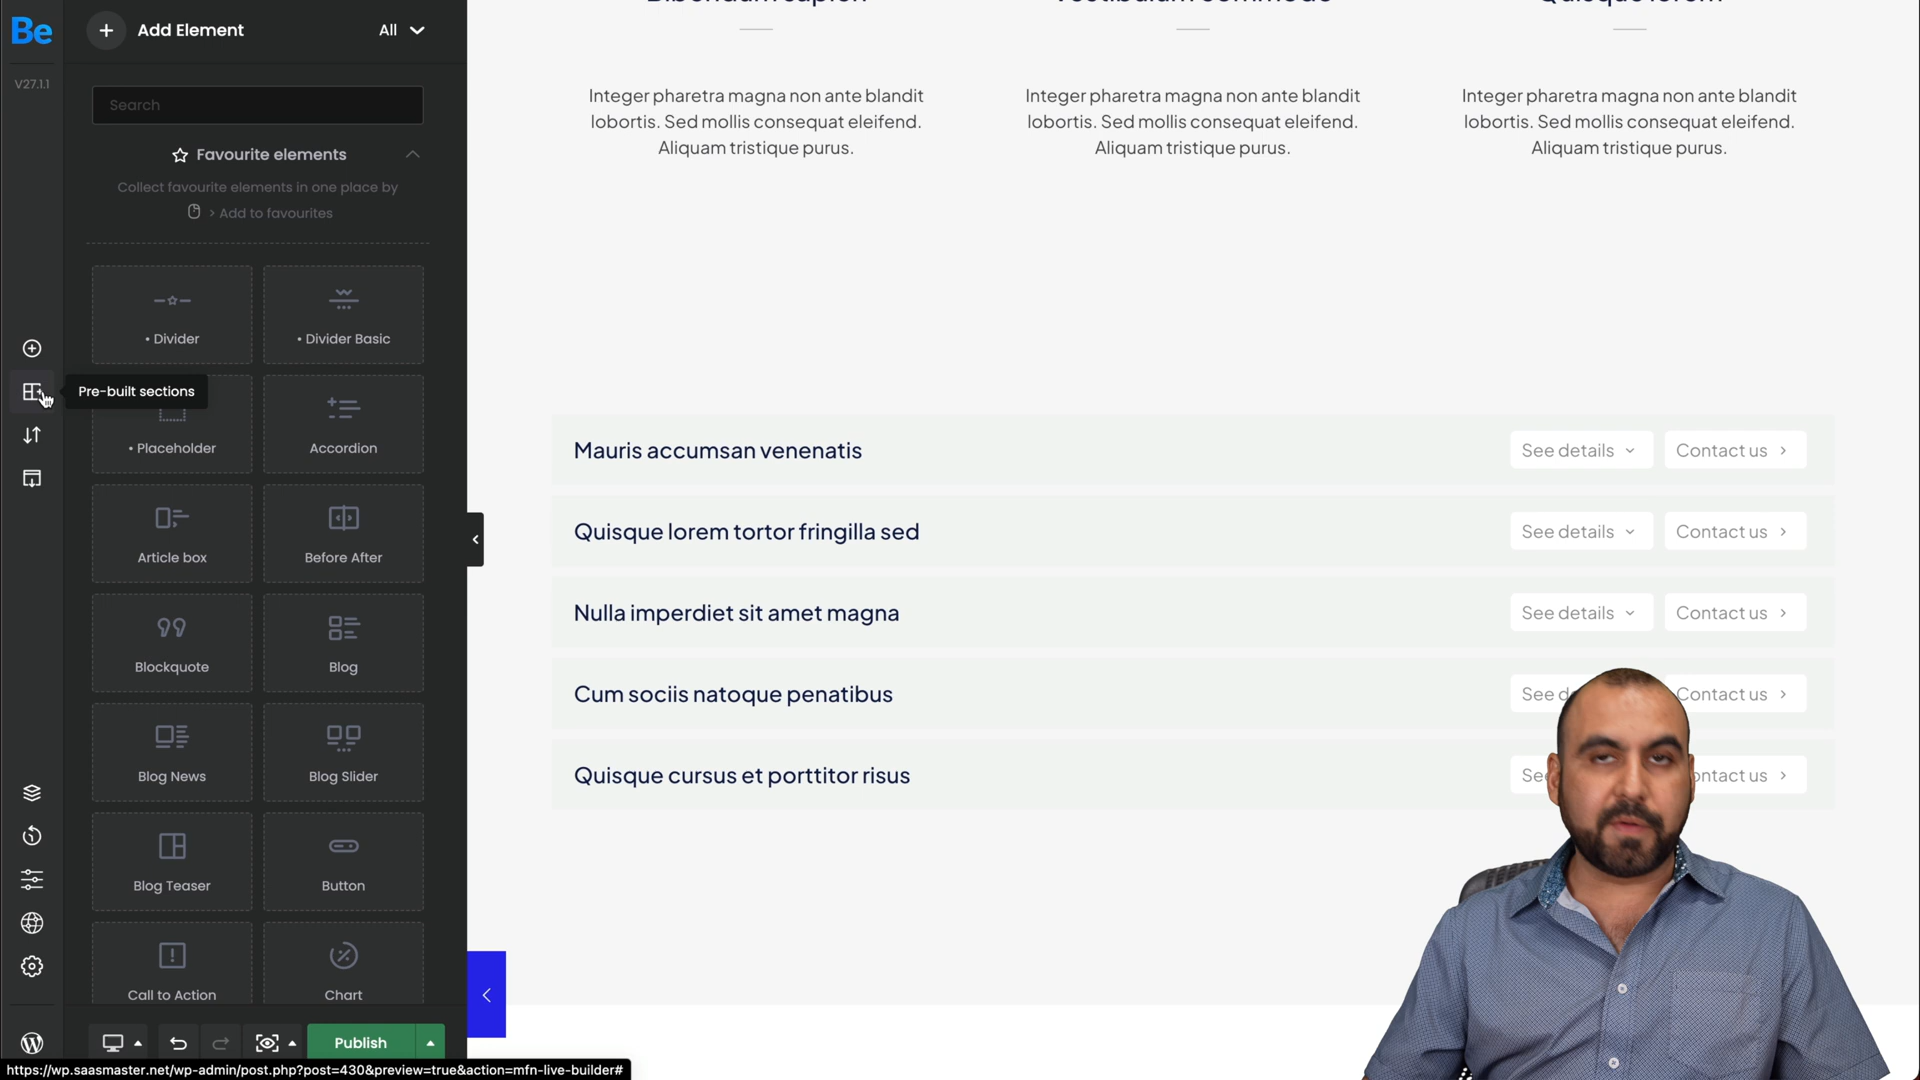 Be
V27.1.1
Add Element
All
Search
Favourite elements
Collect favourite elements in one place by
> Add to favourites
• Divider
• Divider Basic
Pre-built sections
• Placeholder
Accordion
Article box
Before After
Blockquote
Blog
Blog News
Blog Slider
Blog Teaser
Button
Call to Action
Chart
Publish
https://wp.saasmaster.net/wp-admin/post.php?post=430&preview=true&action=mfn-live-builder#
Integer pharetra magna non ante blandit
lobortis. Sed mollis consequat eleifend.
Aliquam tristique purus.
Integer pharetra magna non ante blandit
lobortis. Sed mollis consequat eleifend.
Aliquam tristique purus.
Integer pharetra magna non ante blandit
lobortis. Sed mollis consequat eleifend.
Aliquam tristique purus.
Mauris accumsan venenatis
See details
Contact us
Quisque lorem tortor fringilla sed
See details
Contact us
Nulla imperdiet sit amet magna
See details
Contact us
Cum sociis natoque penatibus
See
Contact us
Quisque cursus et porttitor risus
us